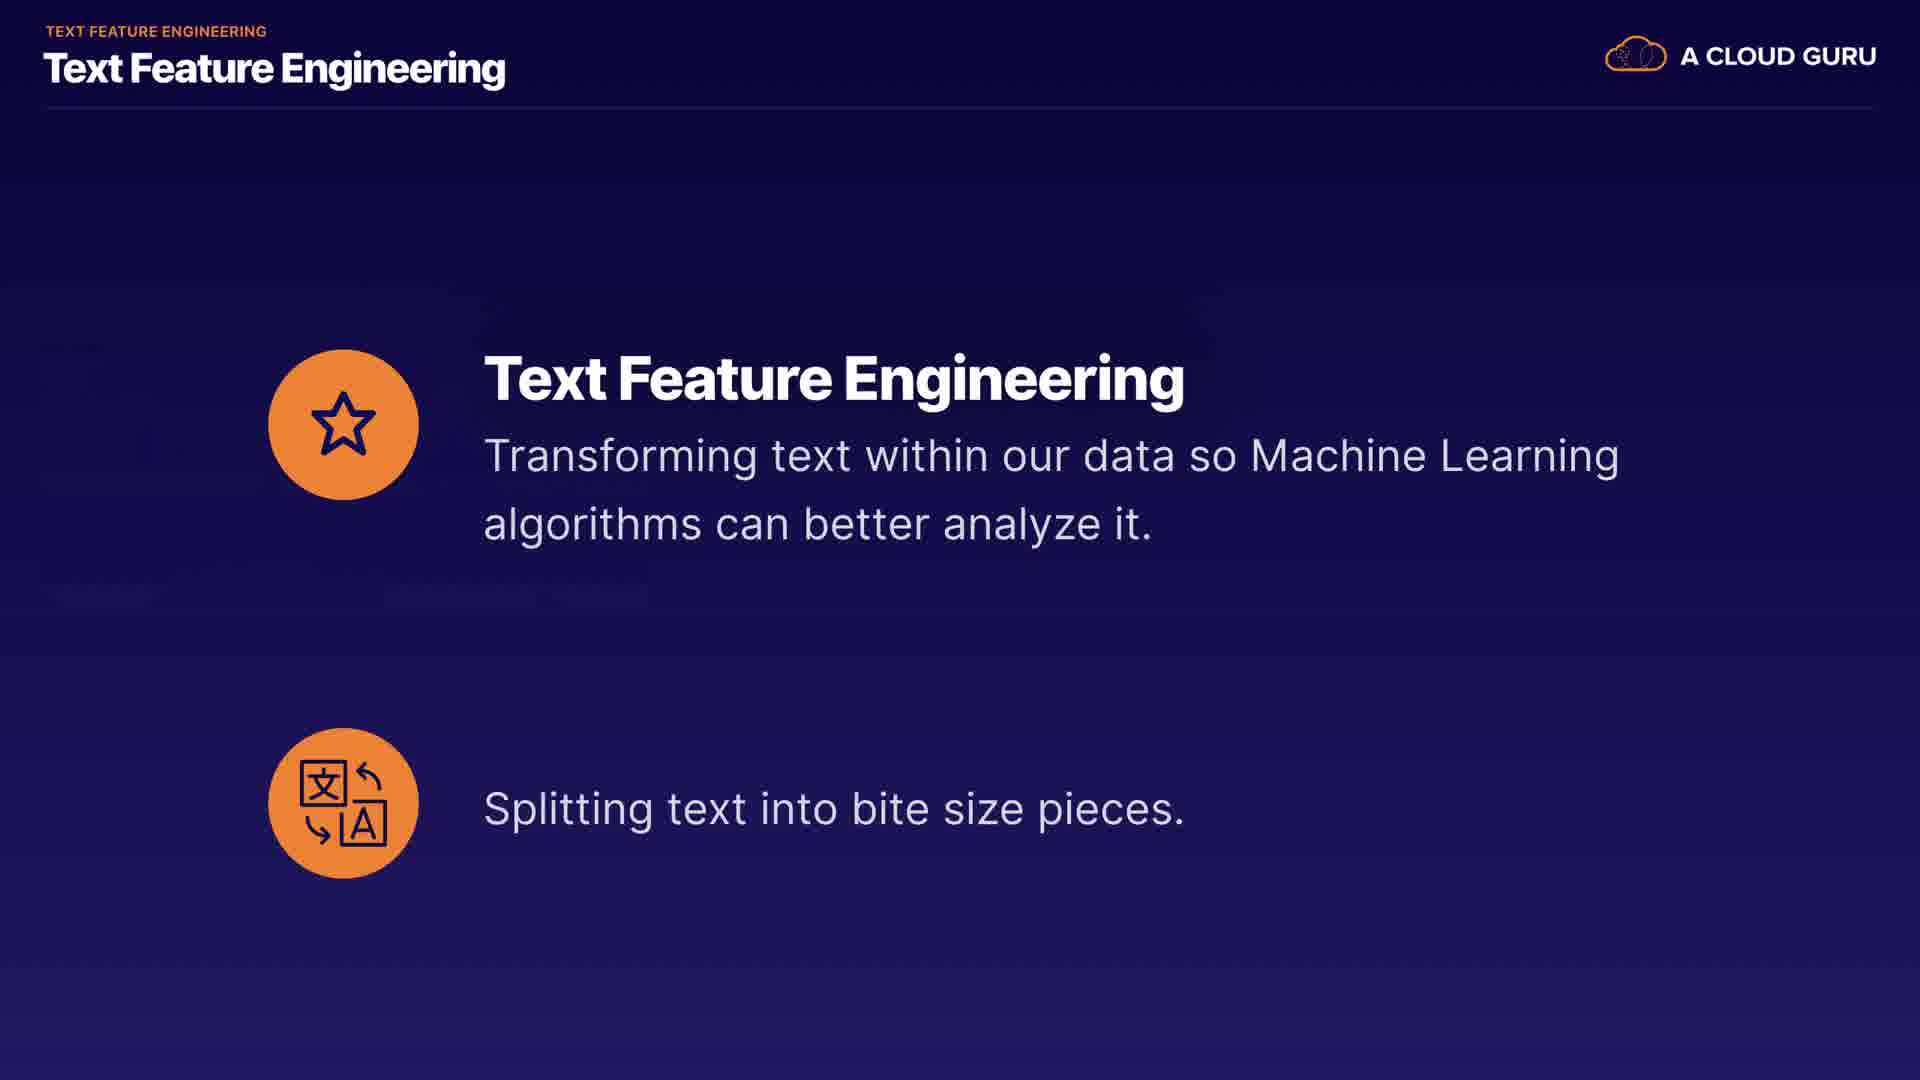 TEXT FEATURE ENGINEERING
Text Feature Engineering
A CLOUD GURU
Text Feature Engineering
Transforming text within our data so Machine Learning
algorithms can better analyze it.
文
A
Splitting text into bite size pieces.